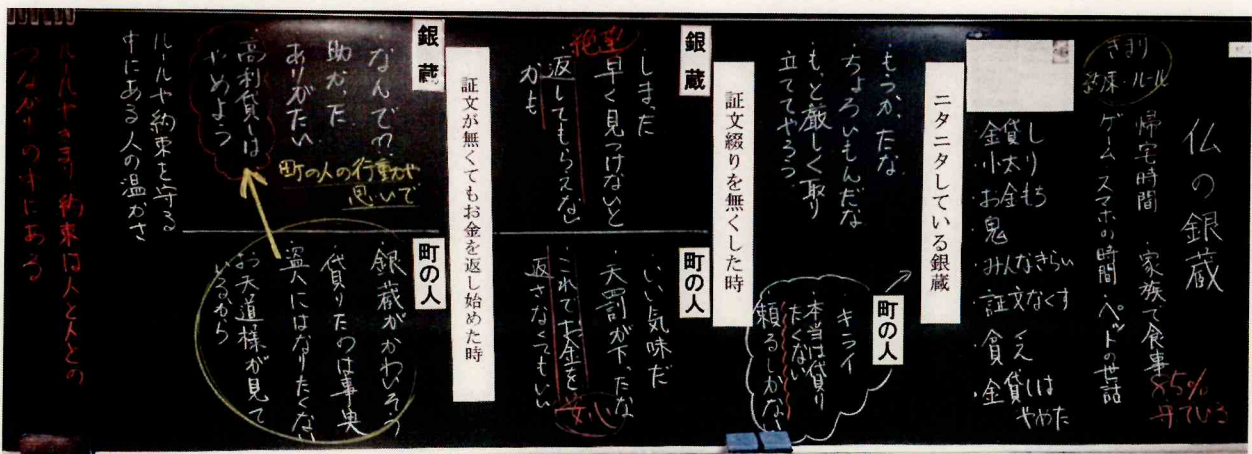 仏の銀蔵
きまり
約束・ルール
帰宅時間・家族で食事
ゲーム スマホの時間・ペットの世話
85%
守っている
金貸し
小太り
・お金もち
・鬼
・みんなきらい
・証文なくす
・食え
・金貸しは
やめた
ニタニタしている銀蔵
・もうかったな
・ちょろいもんだな
もっと厳しく取り
立ててやろう
町の人
・キライ
・本当は貸り
たくない
頼るしかない
証文綴りを無くした時
銀蔵
・しまった
絶望
・早く見つけないと
・返してもらえない
かも
町の人
・いい気味だ
・天罰が下ったな
・これでお金を
返さなくてもいい
安心
証文が無くてもお金を返し始めた時
銀蔵
・なんでや
助かった
ありがたい
高利貸しは
やめよう
町の人の行動や
思いで
町の人
銀蔵がかわいそう
貸りたのは事実
盗人にはなりたくない
お天道様が見て
いるから
ルールや約束を守る
中にある人の温かさ
ルールやきまり約束は人と人との
つながりの中にある